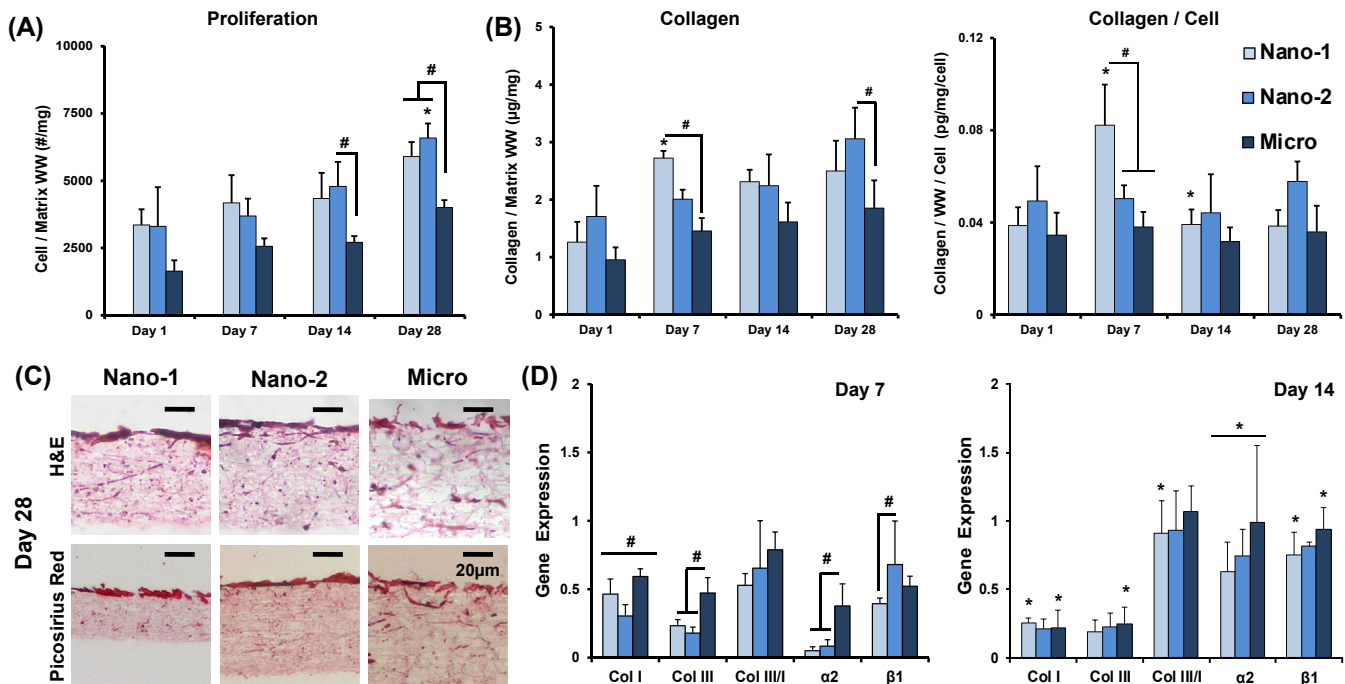 (A)
Proliferation
Cell / Matrix WW (#/mg)
10000
7500
5000
2500
0
#
#
*
Day 1 Day 7 Day 14 Day 28
(B)
Collagen
Collagen / Matrix WW (µg/mg)
5
4
3
2
1
0
*
#
#
Day 1 Day 7 Day 14 Day 28
Collagen / Cell
Collagen / WW / Cell (pg/mg/cell)
0.12
0.08
0.04
0.00
*
#
*
Day 1 Day 7 Day 14 Day 28
Nano-1
Nano-2
Micro
(C)
Nano-1 Nano-2 Micro
Day 28
H&E
Picosirius Red
20µm
(D)
Day 7
Gene Expression
2
1.5
1
0.5
0
#
#
#
#
Col I Col III Col III/I α2 β1
Day 14
Gene Expression
2
1.5
1
0.5
0
* *
*
*
*
* *
Col I Col III Col III/I α2 β1